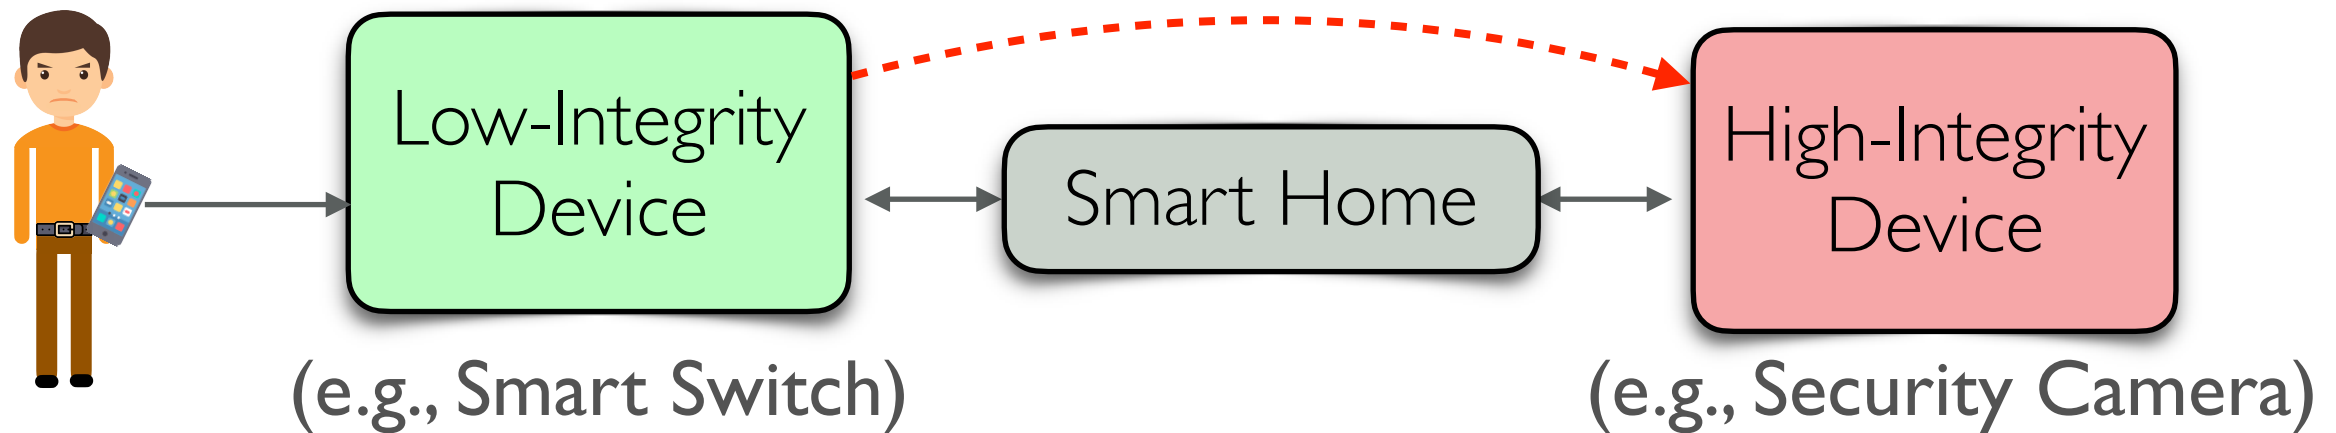 Low-Integrity
Device
(e.g., Smart Switch)
Smart Home
High-Integrity
Device
(e.g., Security Camera)